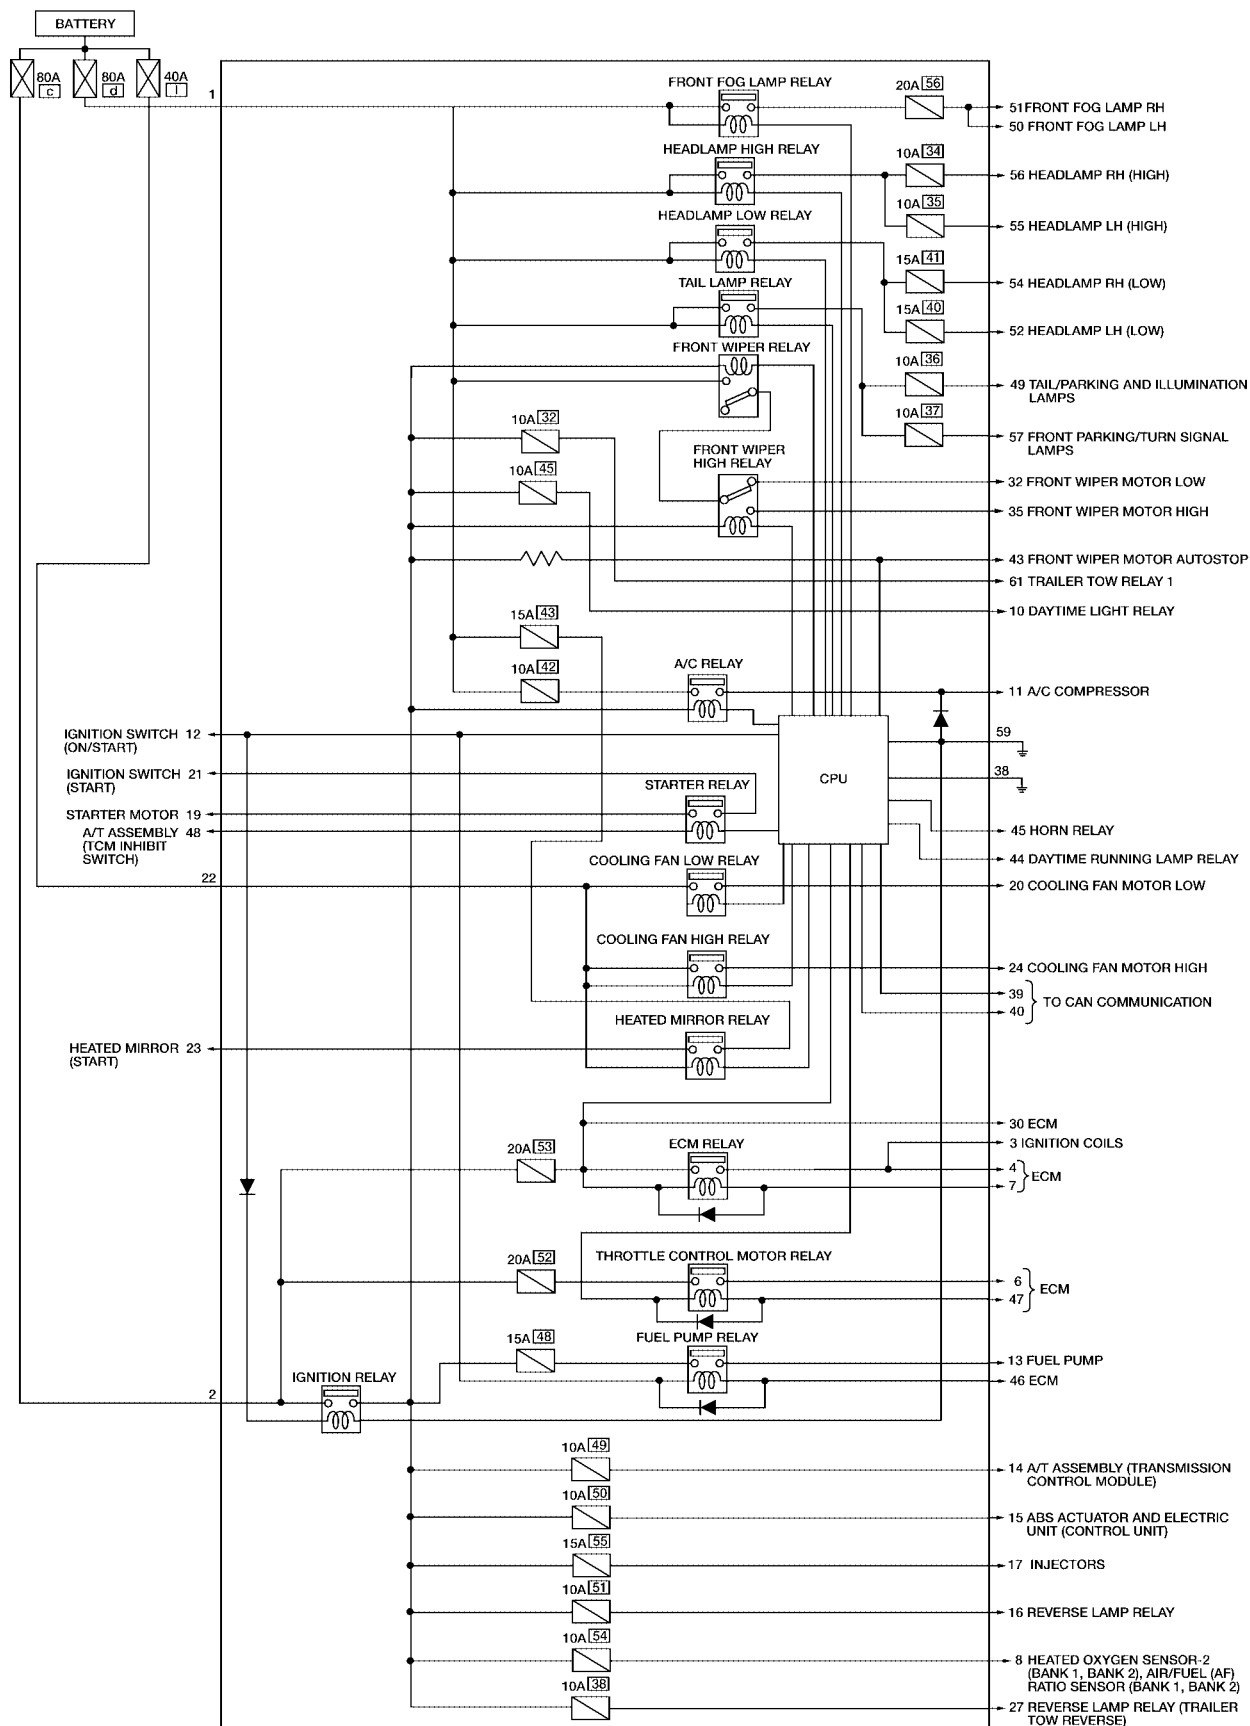 BATTERY
80A c
80A d
40A l
1
FRONT FOG LAMP RELAY
20A 56
51 FRONT FOG LAMP RH
50 FRONT FOG LAMP LH
HEADLAMP HIGH RELAY
10A 34
56 HEADLAMP RH (HIGH)
10A 35
55 HEADLAMP LH (HIGH)
HEADLAMP LOW RELAY
15A 41
54 HEADLAMP RH (LOW)
TAIL LAMP RELAY
15A 40
52 HEADLAMP LH (LOW)
FRONT WIPER RELAY
10A 36
49 TAIL/PARKING AND ILLUMINATION
LAMPS
10A 32
10A 37
57 FRONT PARKING/TURN SIGNAL
LAMPS
FRONT WIPER
HIGH RELAY
10A 45
32 FRONT WIPER MOTOR LOW
35 FRONT WIPER MOTOR HIGH
43 FRONT WIPER MOTOR AUTOSTOP
61 TRAILER TOW RELAY 1
15A 43
10 DAYTIME LIGHT RELAY
10A 42
A/C RELAY
11 A/C COMPRESSOR
IGNITION SWITCH 12
(ON/START)
59
IGNITION SWITCH 21
(START)
CPU
38
STARTER RELAY
STARTER MOTOR 19
A/T ASSEMBLY 48
(TCM INHIBIT
SWITCH)
45 HORN RELAY
44 DAYTIME RUNNING LAMP RELAY
22
COOLING FAN LOW RELAY
20 COOLING FAN MOTOR LOW
COOLING FAN HIGH RELAY
24 COOLING FAN MOTOR HIGH
39
40
TO CAN COMMUNICATION
HEATED MIRROR RELAY
HEATED MIRROR 23
(START)
30 ECM
3 IGNITION COILS
20A 53
ECM RELAY
4
7
ECM
THROTTLE CONTROL MOTOR RELAY
20A 52
6
47
ECM
15A 48
FUEL PUMP RELAY
13 FUEL PUMP
46 ECM
IGNITION RELAY
2
10A 49
14 A/T ASSEMBLY (TRANSMISSION
CONTROL MODULE)
10A 50
15 ABS ACTUATOR AND ELECTRIC
UNIT (CONTROL UNIT)
15A 55
17 INJECTORS
10A 51
16 REVERSE LAMP RELAY
10A 54
8 HEATED OXYGEN SENSOR-2
(BANK 1, BANK 2), AIR/FUEL (AF)
RATIO SENSOR (BANK 1, BANK 2)
10A 38
27 REVERSE LAMP RELAY (TRAILER
TOW REVERSE)